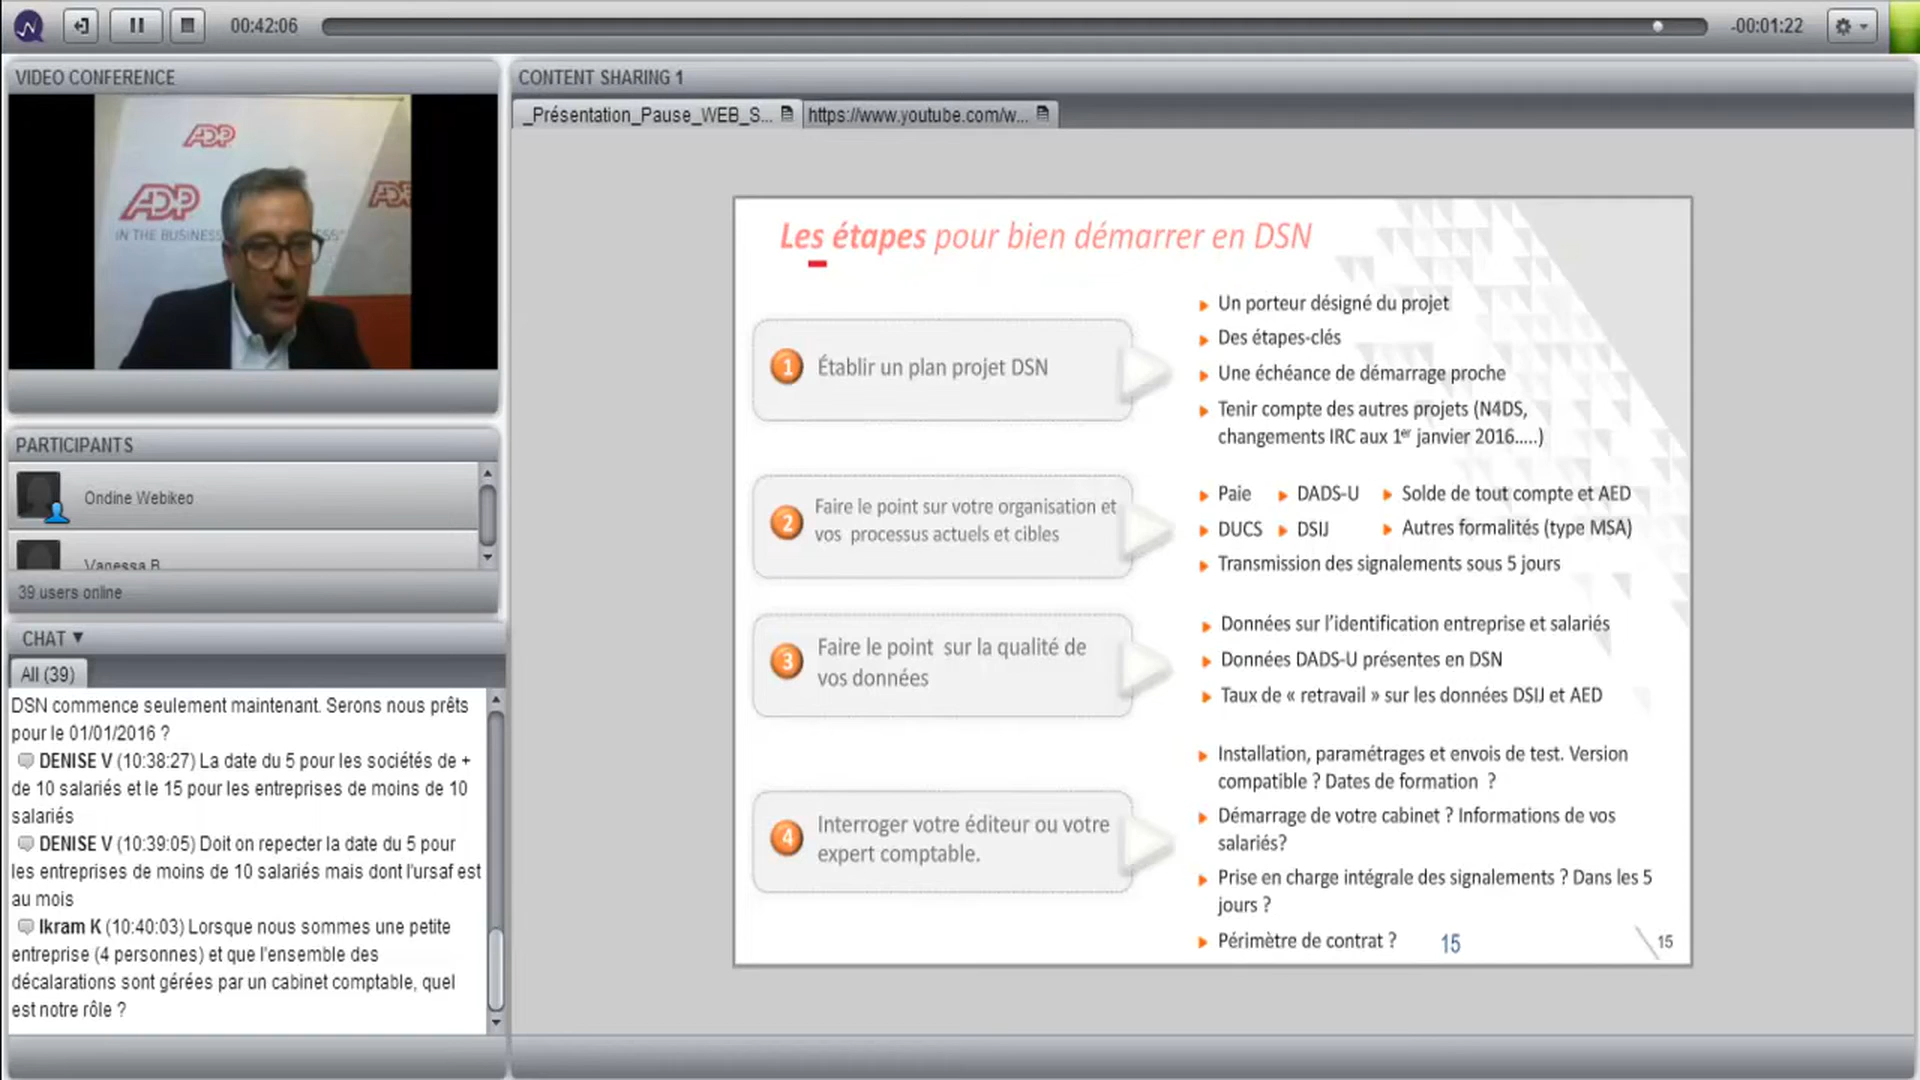 00:42:06
-00:01:22
VIDEO CONFERENCE
ADP
ADP
ADP
IN THE BUSINESS
ESS"
PARTICIPANTS
Ondine Webikeo
Vanessa B
39 users online
CHAT ▼
All (39)
DSN commence seulement maintenant. Serons nous prêts
pour le 01/01/2016 ?
DENISE V (10:38:27) La date du 5 pour les sociétés de +
de 10 salariés et le 15 pour les entreprises de moins de 10
salariés
DENISE V (10:39:05) Doit on repecter la date du 5 pour
les entreprises de moins de 10 salariés mais dont l'ursaf est
au mois
Ikram K (10:40:03) Lorsque nous sommes une petite
entreprise (4 personnes) et que l'ensemble des
décalarations sont gérées par un cabinet comptable, quel
est notre rôle ?
CONTENT SHARING 1
_Présentation_Pause_WEB_S...
https://www.youtube.com/w...
Les étapes pour bien démarrer en DSN
1 Établir un plan projet DSN
Un porteur désigné du projet
Des étapes-clés
Une échéance de démarrage proche
Tenir compte des autres projets (N4DS,
changements IRC aux 1er janvier 2016.....)
2 Faire le point sur votre organisation et
vos processus actuels et cibles
Paie DADS-U Solde de tout compte et AED
DUCS DSIJ Autres formalités (type MSA)
Transmission des signalements sous 5 jours
3 Faire le point sur la qualité de
vos données
Données sur l'identification entreprise et salariés
Données DADS-U présentes en DSN
Taux de « retravail » sur les données DSIJ et AED
4 Interroger votre éditeur ou votre
expert comptable.
Installation, paramétrages et envois de test. Version
compatible ? Dates de formation ?
Démarrage de votre cabinet ? Informations de vos
salariés?
Prise en charge intégrale des signalements ? Dans les 5
jours ?
Périmètre de contrat ?
15
15